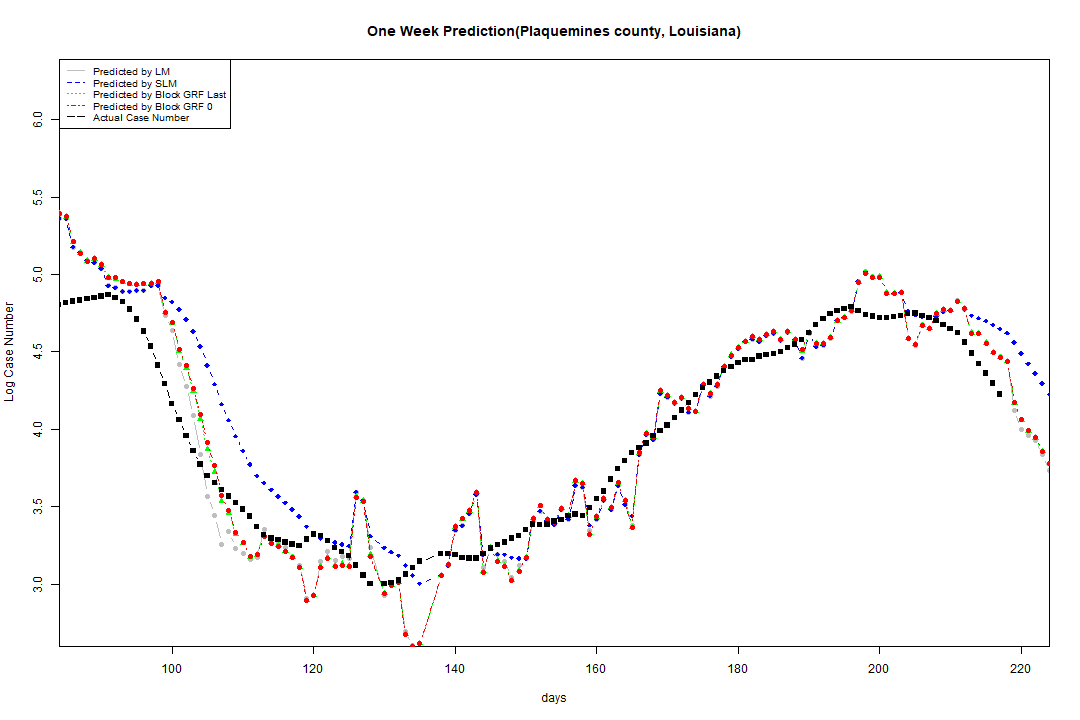 One Week Prediction(Plaquemines county, Louisiana)
Predicted by LM
Predicted by SLM
Predicted by Block GRF Last
Predicted by Block GRF 0
Actual Case Number
6.0
5.5
5.0
4.5
4.0
3.5
3.0
Log Case Number
100 120 140 160 180 200 220
days